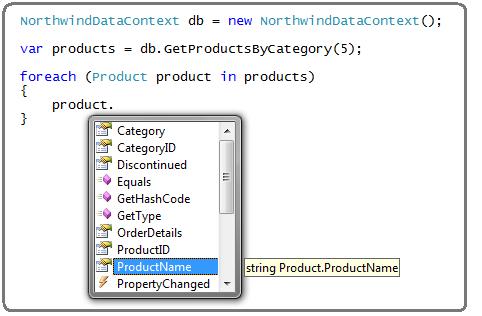 NorthwindDataContext db = new NorthwindDataContext();
var products = db.GetProductsByCategory(5);
foreach (Product product in products)
{
product.
}
Category
CategoryID
Discontinued
Equals
GetHashCode
GetType
OrderDetails
ProductID
ProductName
string Product.ProductName
PropertyChanged